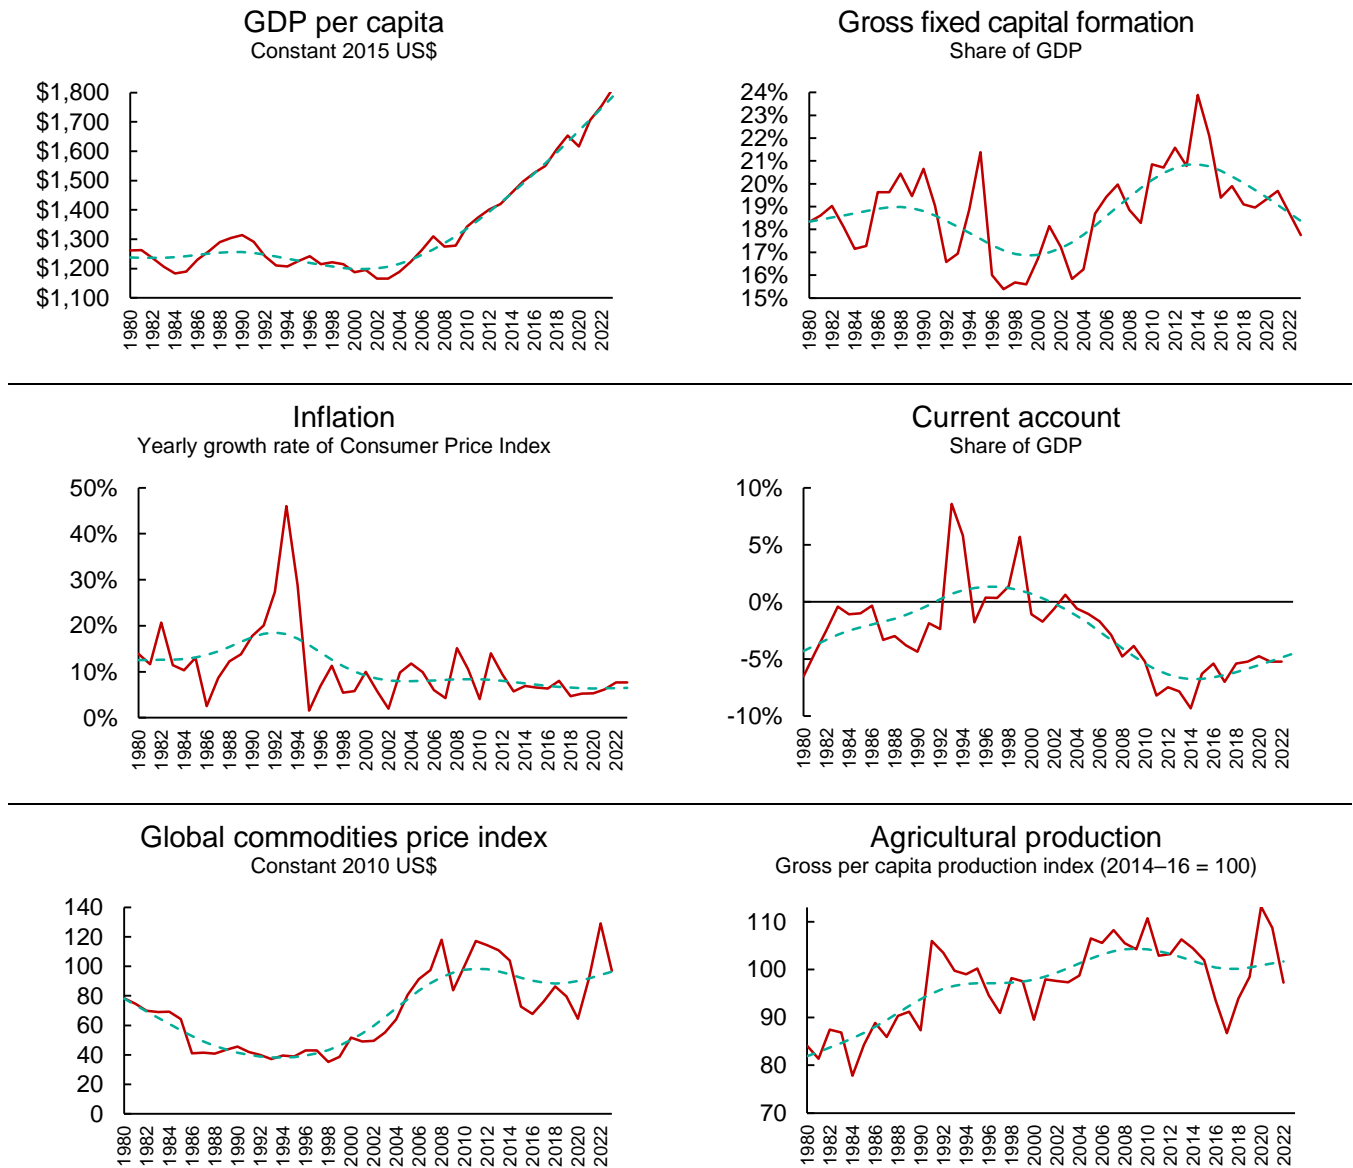 GDP per capita
Constant 2015 US$
$1,800
$1,700
$1,600
$1,500
$1,400
$1,300
$1,200
$1,100
1980 1982 1984 1986 1988 1990 1992 1994 1996 1998 2000 2002 2004 2006 2008 2010 2012 2014 2016 2018 2020 2022
Gross fixed capital formation
Share of GDP
24%
23%
22%
21%
20%
19%
18%
17%
16%
15%
1980 1982 1984 1986 1988 1990 1992 1994 1996 1998 2000 2002 2004 2006 2008 2010 2012 2014 2016 2018 2020 2022
Inflation
Yearly growth rate of Consumer Price Index
50%
40%
30%
20%
10%
0%
1980 1982 1984 1986 1988 1990 1992 1994 1996 1998 2000 2002 2004 2006 2008 2010 2012 2014 2016 2018 2020 2022
Current account
Share of GDP
10%
5%
0%
-5%
-10%
1980 1982 1984 1986 1988 1990 1992 1994 1996 1998 2000 2002 2004 2006 2008 2010 2012 2014 2016 2018 2020 2022
Global commodities price index
Constant 2010 US$
140
120
100
80
60
40
20
0
1980 1982 1984 1986 1988 1990 1992 1994 1996 1998 2000 2002 2004 2006 2008 2010 2012 2014 2016 2018 2020 2022
Agricultural production
Gross per capita production index (2014–16 = 100)
110
100
90
80
70
1980 1982 1984 1986 1988 1990 1992 1994 1996 1998 2000 2002 2004 2006 2008 2010 2012 2014 2016 2018 2020 2022